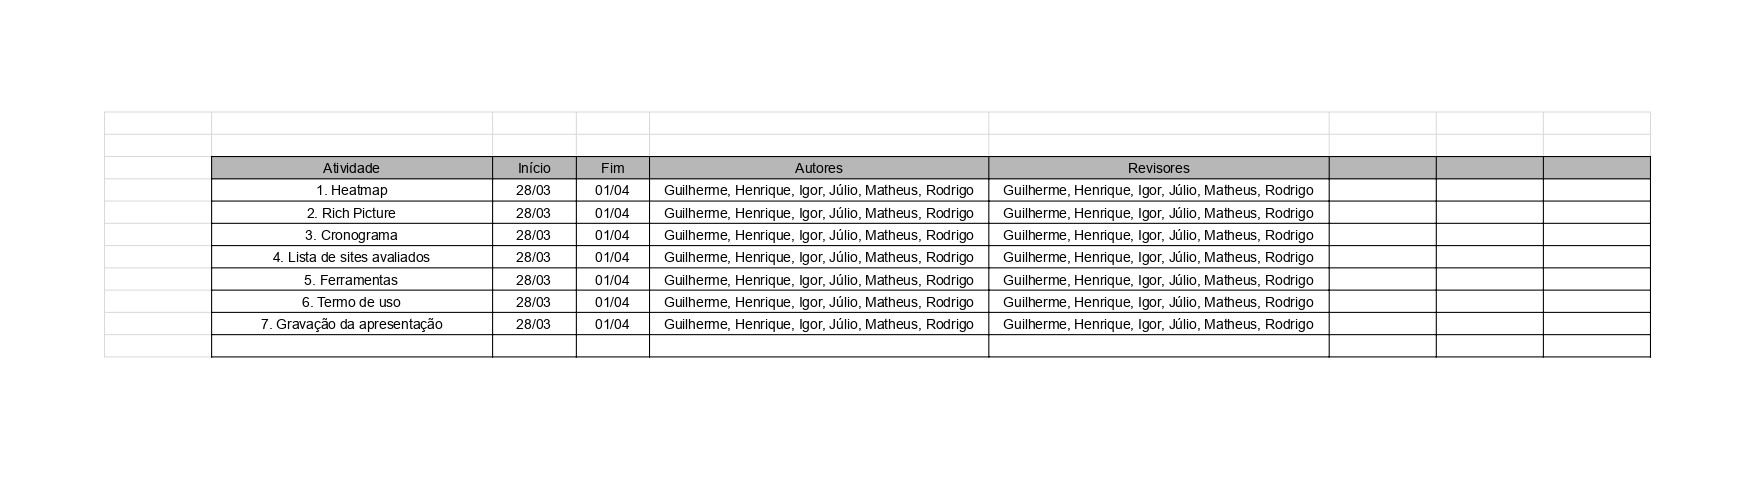 Atividade Início Fim Autores Revisores
1. Heatmap 28/03 01/04 Guilherme, Henrique, Igor, Júlio, Matheus, Rodrigo Guilherme, Henrique, Igor, Júlio, Matheus, Rodrigo
2. Rich Picture 28/03 01/04 Guilherme, Henrique, Igor, Júlio, Matheus, Rodrigo Guilherme, Henrique, Igor, Júlio, Matheus, Rodrigo
3. Cronograma 28/03 01/04 Guilherme, Henrique, Igor, Júlio, Matheus, Rodrigo Guilherme, Henrique, Igor, Júlio, Matheus, Rodrigo
4. Lista de sites avaliados 28/03 01/04 Guilherme, Henrique, Igor, Júlio, Matheus, Rodrigo Guilherme, Henrique, Igor, Júlio, Matheus, Rodrigo
5. Ferramentas 28/03 01/04 Guilherme, Henrique, Igor, Júlio, Matheus, Rodrigo Guilherme, Henrique, Igor, Júlio, Matheus, Rodrigo
6. Termo de uso 28/03 01/04 Guilherme, Henrique, Igor, Júlio, Matheus, Rodrigo Guilherme, Henrique, Igor, Júlio, Matheus, Rodrigo
7. Gravação da apresentação 28/03 01/04 Guilherme, Henrique, Igor, Júlio, Matheus, Rodrigo Guilherme, Henrique, Igor, Júlio, Matheus, Rodrigo